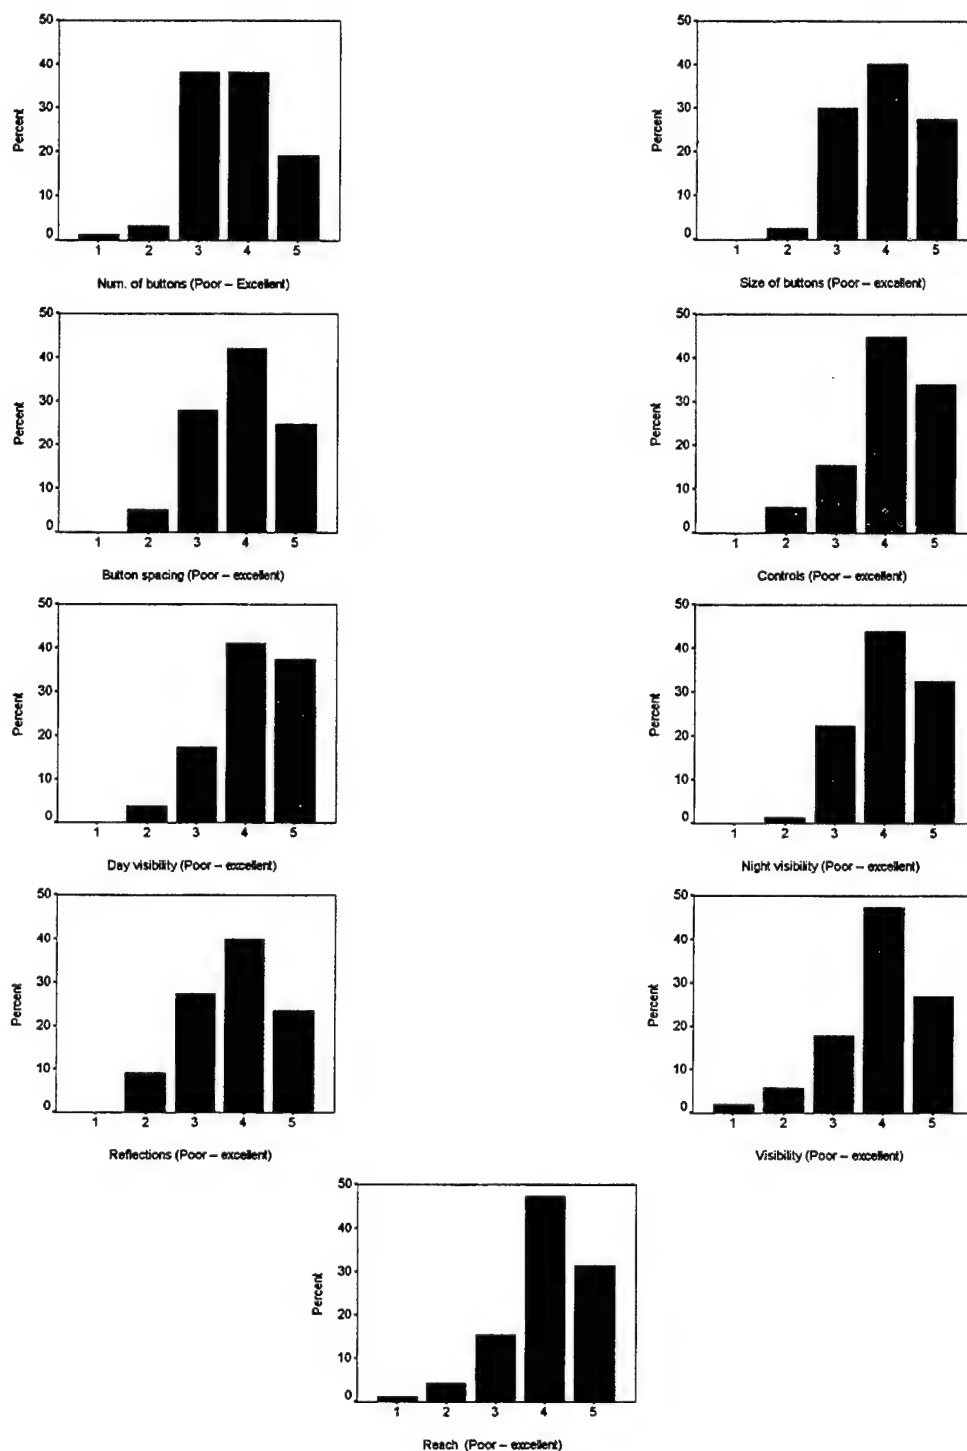 50
40
30
20
10
0
Percent
1 2 3 4 5
Num. of buttons (Poor – Excellent)
50
40
30
20
10
0
Percent
1 2 3 4 5
Size of buttons (Poor – excellent)
50
40
30
20
10
0
Percent
1 2 3 4 5
Button spacing (Poor – excellent)
50
40
30
20
10
0
Percent
1 2 3 4 5
Controls (Poor – excellent)
50
40
30
20
10
0
Percent
1 2 3 4 5
Day visibility (Poor – excellent)
50
40
30
20
10
0
Percent
1 2 3 4 5
Night visibility (Poor – excellent)
50
40
30
20
10
0
Percent
1 2 3 4 5
Reflections (Poor – excellent)
50
40
30
20
10
0
Percent
1 2 3 4 5
Visibility (Poor – excellent)
50
40
30
20
10
0
Percent
1 2 3 4 5
Reach (Poor – excellent)